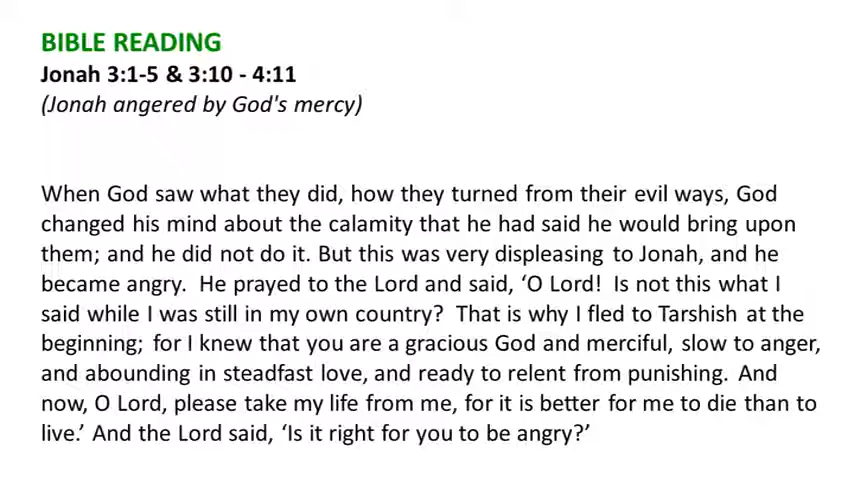 BIBLE READING
Jonah 3:1-5 & 3:10 - 4:11
(Jonah angered by God's mercy)
When God saw what they did, how they turned from their evil ways, God
changed his mind about the calamity that he had said he would bring upon
them; and he did not do it. But this was very displeasing to Jonah, and he
became angry.  He prayed to the Lord and said, ‘O Lord!  Is not this what I
said while I was still in my own country?  That is why I fled to Tarshish at the
beginning; for I knew that you are a gracious God and merciful, slow to anger,
and abounding in steadfast love, and ready to relent from punishing.  And
now, O Lord, please take my life from me, for it is better for me to die than to
live.’ And the Lord said, ‘Is it right for you to be angry?’